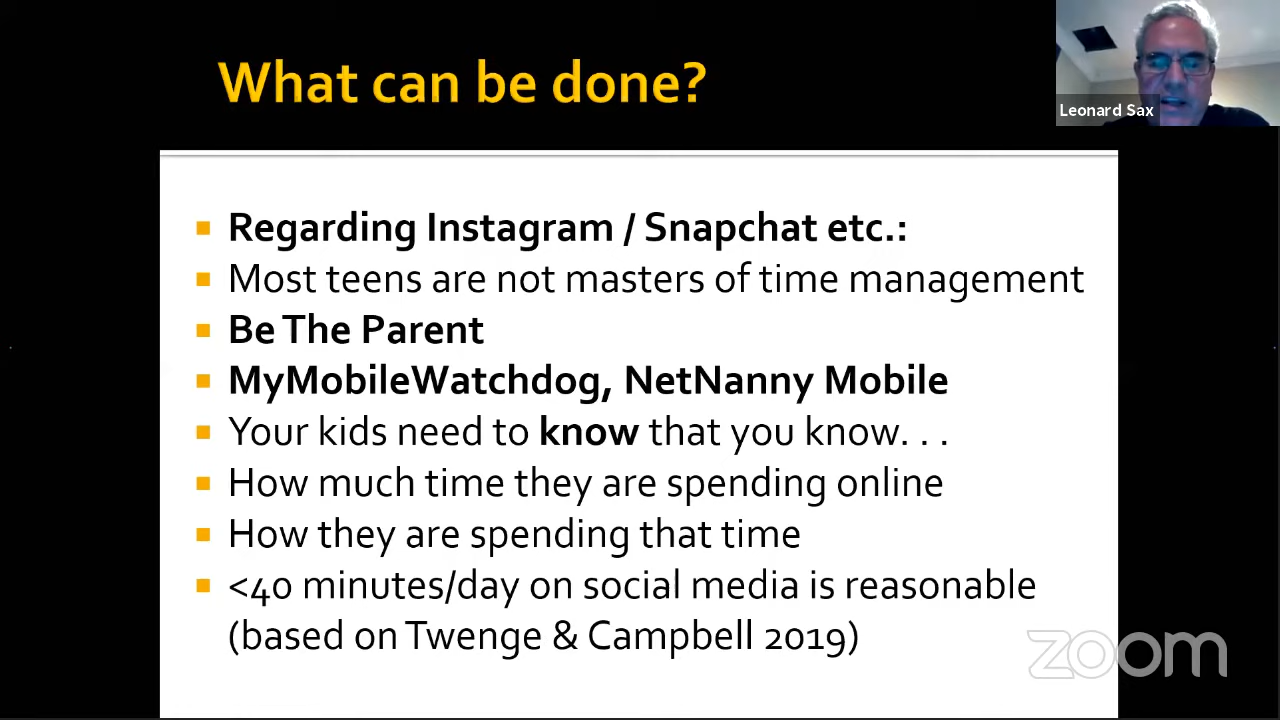 What can be done?
Leonard Sax
Regarding Instagram / Snapchat etc.:
Most teens are not masters of time management
Be The Parent
MyMobileWatchdog, NetNanny Mobile
Your kids need to know that you know. . .
How much time they are spending online
How they are spending that time
<40 minutes/day on social media is reasonable
(based on Twenge & Campbell 2019)
zoom